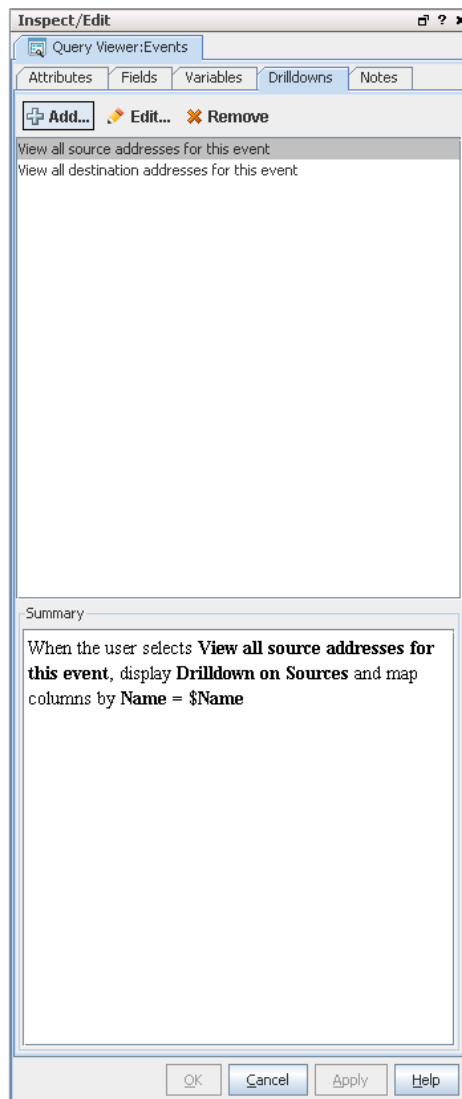 Inspect/Edit
Query Viewer:Events
Attributes Fields Variables Drilldowns Notes
Add... Edit... Remove
View all source addresses for this event
View all destination addresses for this event
Summary
When the user selects View all source addresses for
this event, display Drilldown on Sources and map
columns by Name = $Name
OK Cancel Apply Help